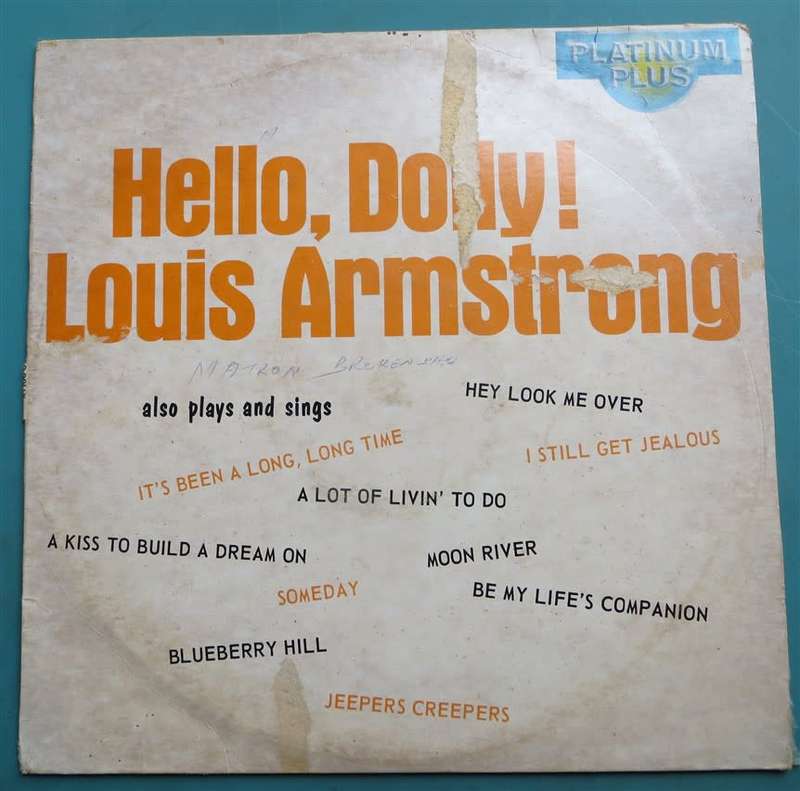 PLATINUM
PLUS
Hello, Dolly!
Louis Armstrong
MATRON
also plays and sings
HEY LOOK ME OVER
IT'S BEEN A LONG, LONG TIME
I STILL GET JEALOUS
A LOT OF LIVIN' TO DO
A KISS TO BUILD A DREAM ON
MOON RIVER
SOMEDAY
BE MY LIFE'S COMPANION
BLUEBERRY HILL
JEEPERS CREEPERS